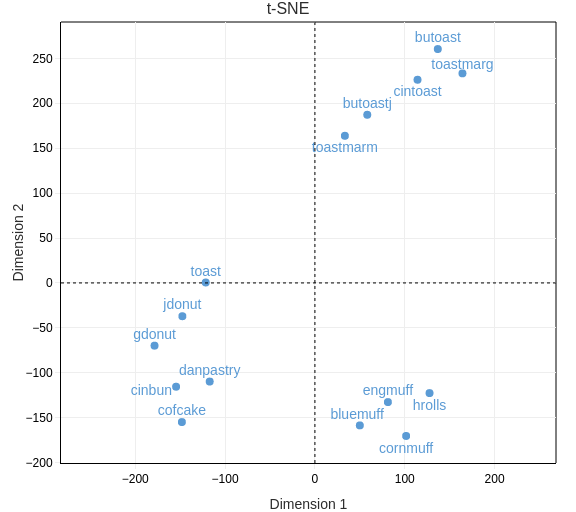 t-SNE
butoast
toastmarg
cintoast
butoastj
toastmarm
toast
jdonut
gdonut
danpastry
cinbun
cofcake
engmuff
hrolls
bluemuff
cornmuff
250
200
150
100
50
0
−50
−100
−150
−200
Dimension 2
−200
−100
0
100
200
Dimension 1